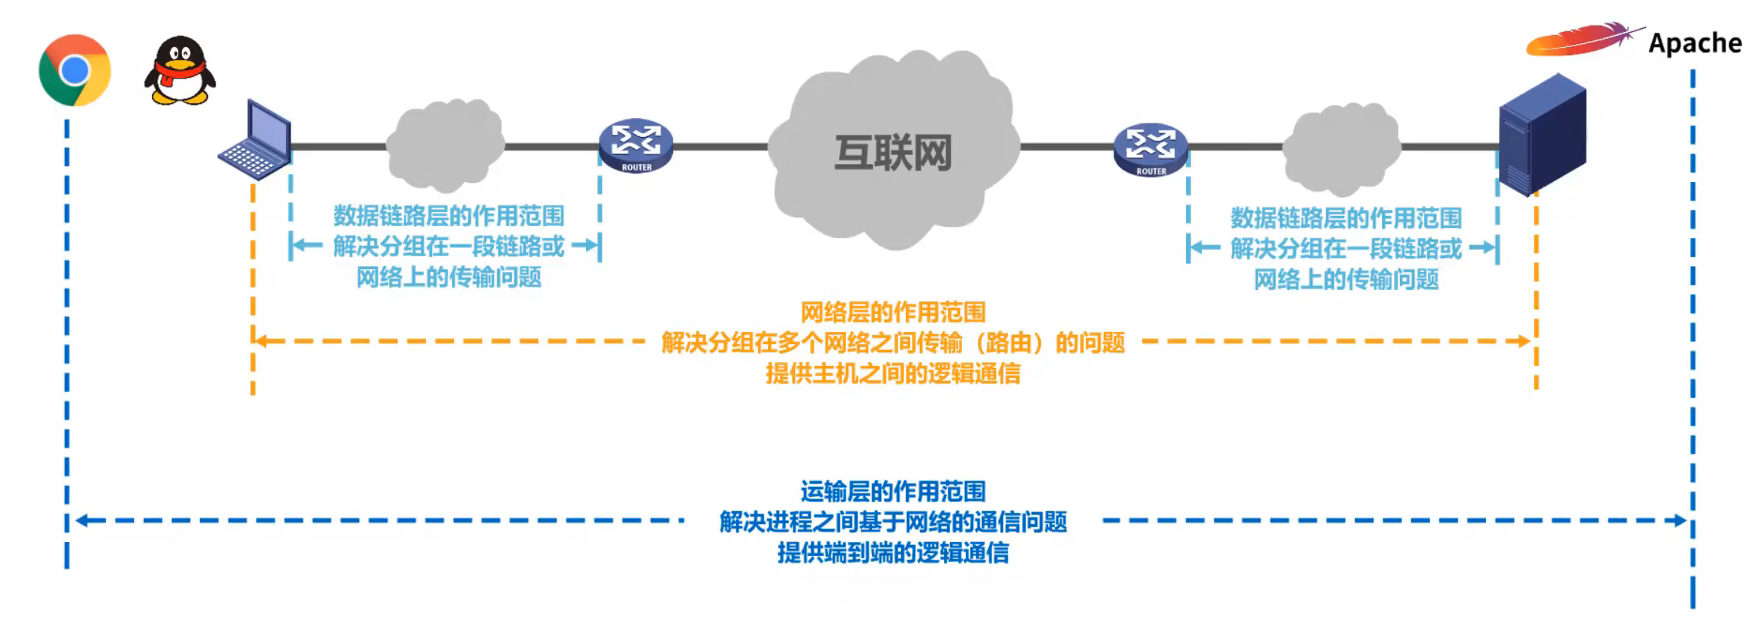 Apache
互联网
ROUTER
ROUTER
数据链路层的作用范围
解决分组在一段链路或
网络上的传输问题
数据链路层的作用范围
解决分组在一段链路或
网络上的传输问题
网络层的作用范围
解决分组在多个网络之间传输（路由）的问题
提供主机之间的逻辑通信
运输层的作用范围
解决进程之间基于网络的通信问题
提供端到端的逻辑通信